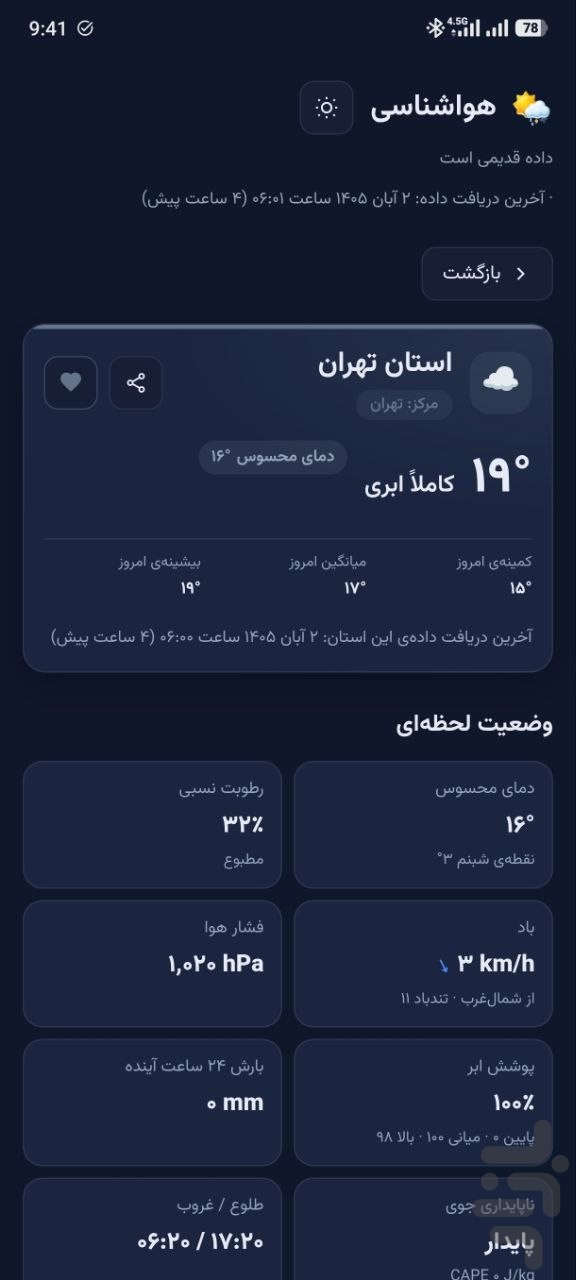 9:41
4.5G
78
هواشناسی
داده قدیمی است
· آخرین دریافت داده: ۲ آبان ۱۴۰۵ ساعت ۰۶:۰۱ (۴ ساعت پیش)
بازگشت
استان تهران
مرکز: تهران
۱۹°
کاملاً ابری
دمای محسوس ۱۶°
کمینه‌ی امروز
میانگین امروز
بیشینه‌ی امروز
۱۵°
۱۷°
۱۹°
آخرین دریافت داده‌ی این استان: ۲ آبان ۱۴۰۵ ساعت ۰۶:۰۰ (۴ ساعت پیش)
وضعیت لحظه‌ای
دمای محسوس
۱۶°
نقطه‌ی شبنم ۳°
رطوبت نسبی
۳۲٪
مطبوع
باد
۳ km/h ↘
از شمال‌غرب · تندباد ۱۱
فشار هوا
۱,۰۲۰ hPa
پوشش ابر
۱۰۰٪
پایین ۰ · میانی ۱۰۰ · بالا ۹۸
بارش ۲۴ ساعت آینده
۰ mm
ناپایداری جوی
پایدار
CAPE ۰ J/kg
طلوع / غروب
۰۶:۲۰ / ۱۷:۲۰